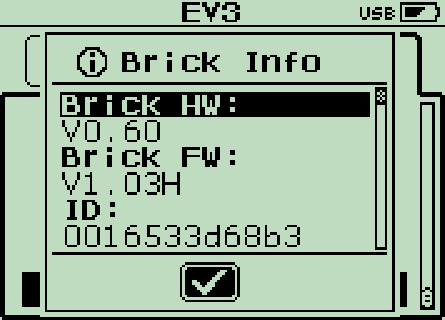 EV3 USB
Brick Info
Brick HW:
V0.60
Brick FW:
V1.03H
ID:
0016533d68b3